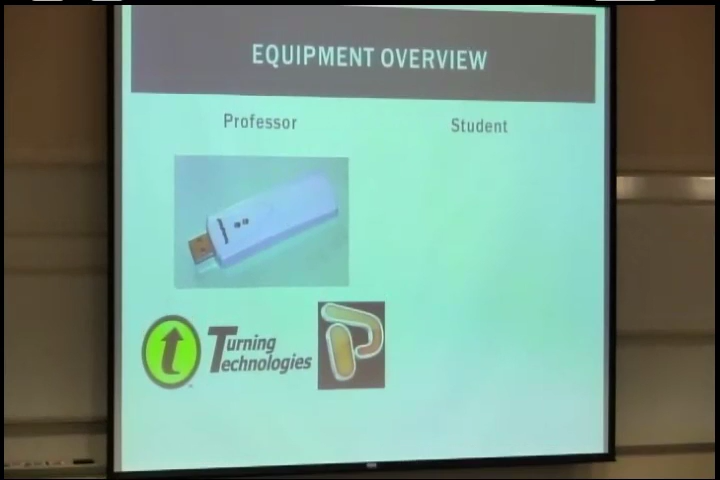 EQUIPMENT OVERVIEW
Professor
Student
t
Turning
Technologies